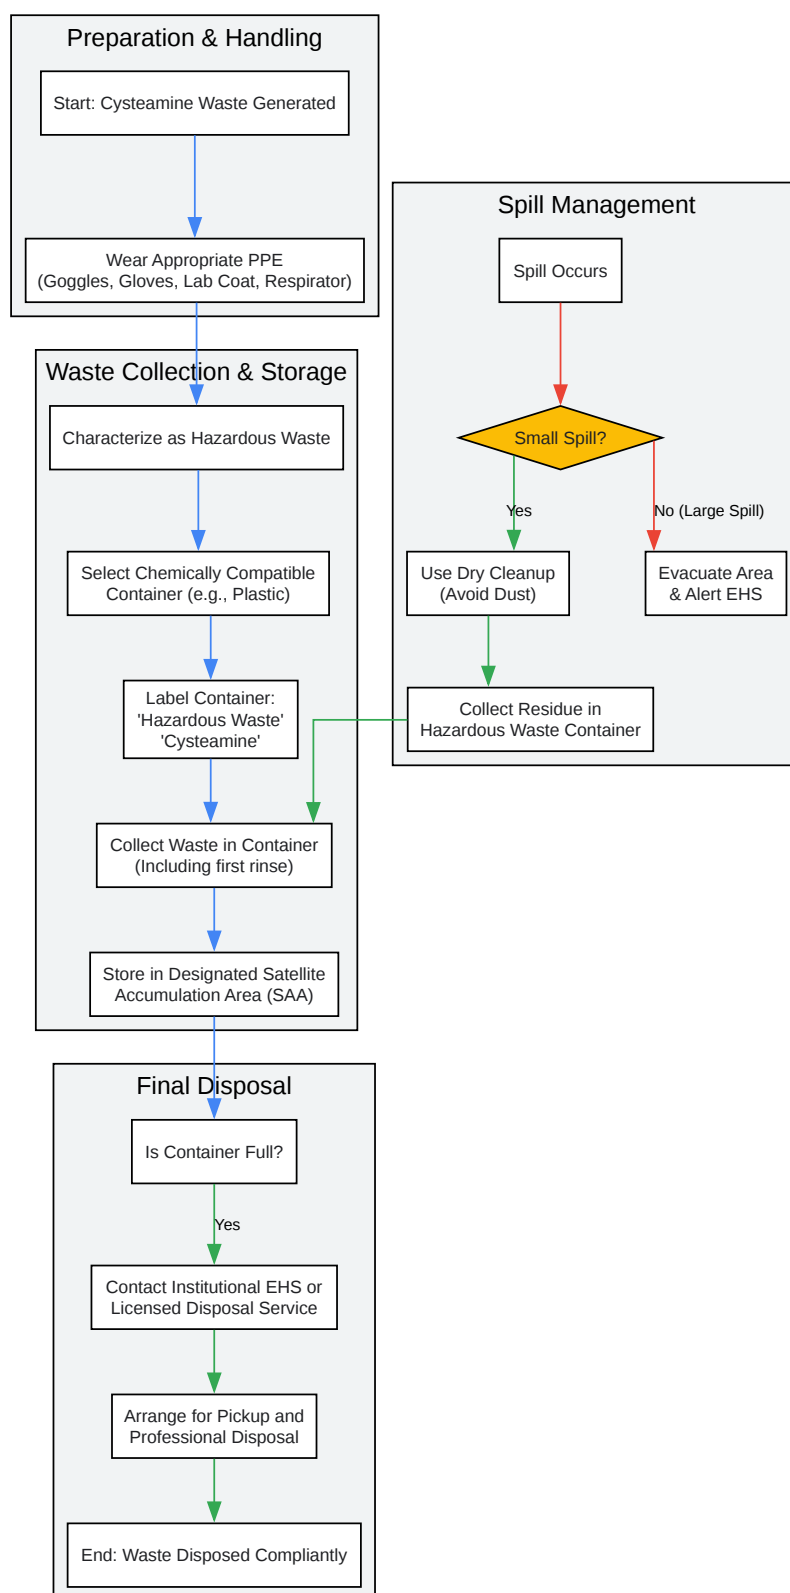 Preparation & Handling
Start: Cysteamine Waste Generated
Wear Appropriate PPE
(Goggles, Gloves, Lab Coat, Respirator)
Waste Collection & Storage
Characterize as Hazardous Waste
Select Chemically Compatible
Container (e.g., Plastic)
Label Container:
'Hazardous Waste'
'Cysteamine'
Collect Waste in Container
(Including first rinse)
Store in Designated Satellite
Accumulation Area (SAA)
Spill Management
Spill Occurs
Small Spill?
Yes
No (Large Spill)
Use Dry Cleanup
(Avoid Dust)
Evacuate Area
& Alert EHS
Collect Residue in
Hazardous Waste Container
Final Disposal
Is Container Full?
Yes
Contact Institutional EHS or
Licensed Disposal Service
Arrange for Pickup and
Professional Disposal
End: Waste Disposed Compliantly